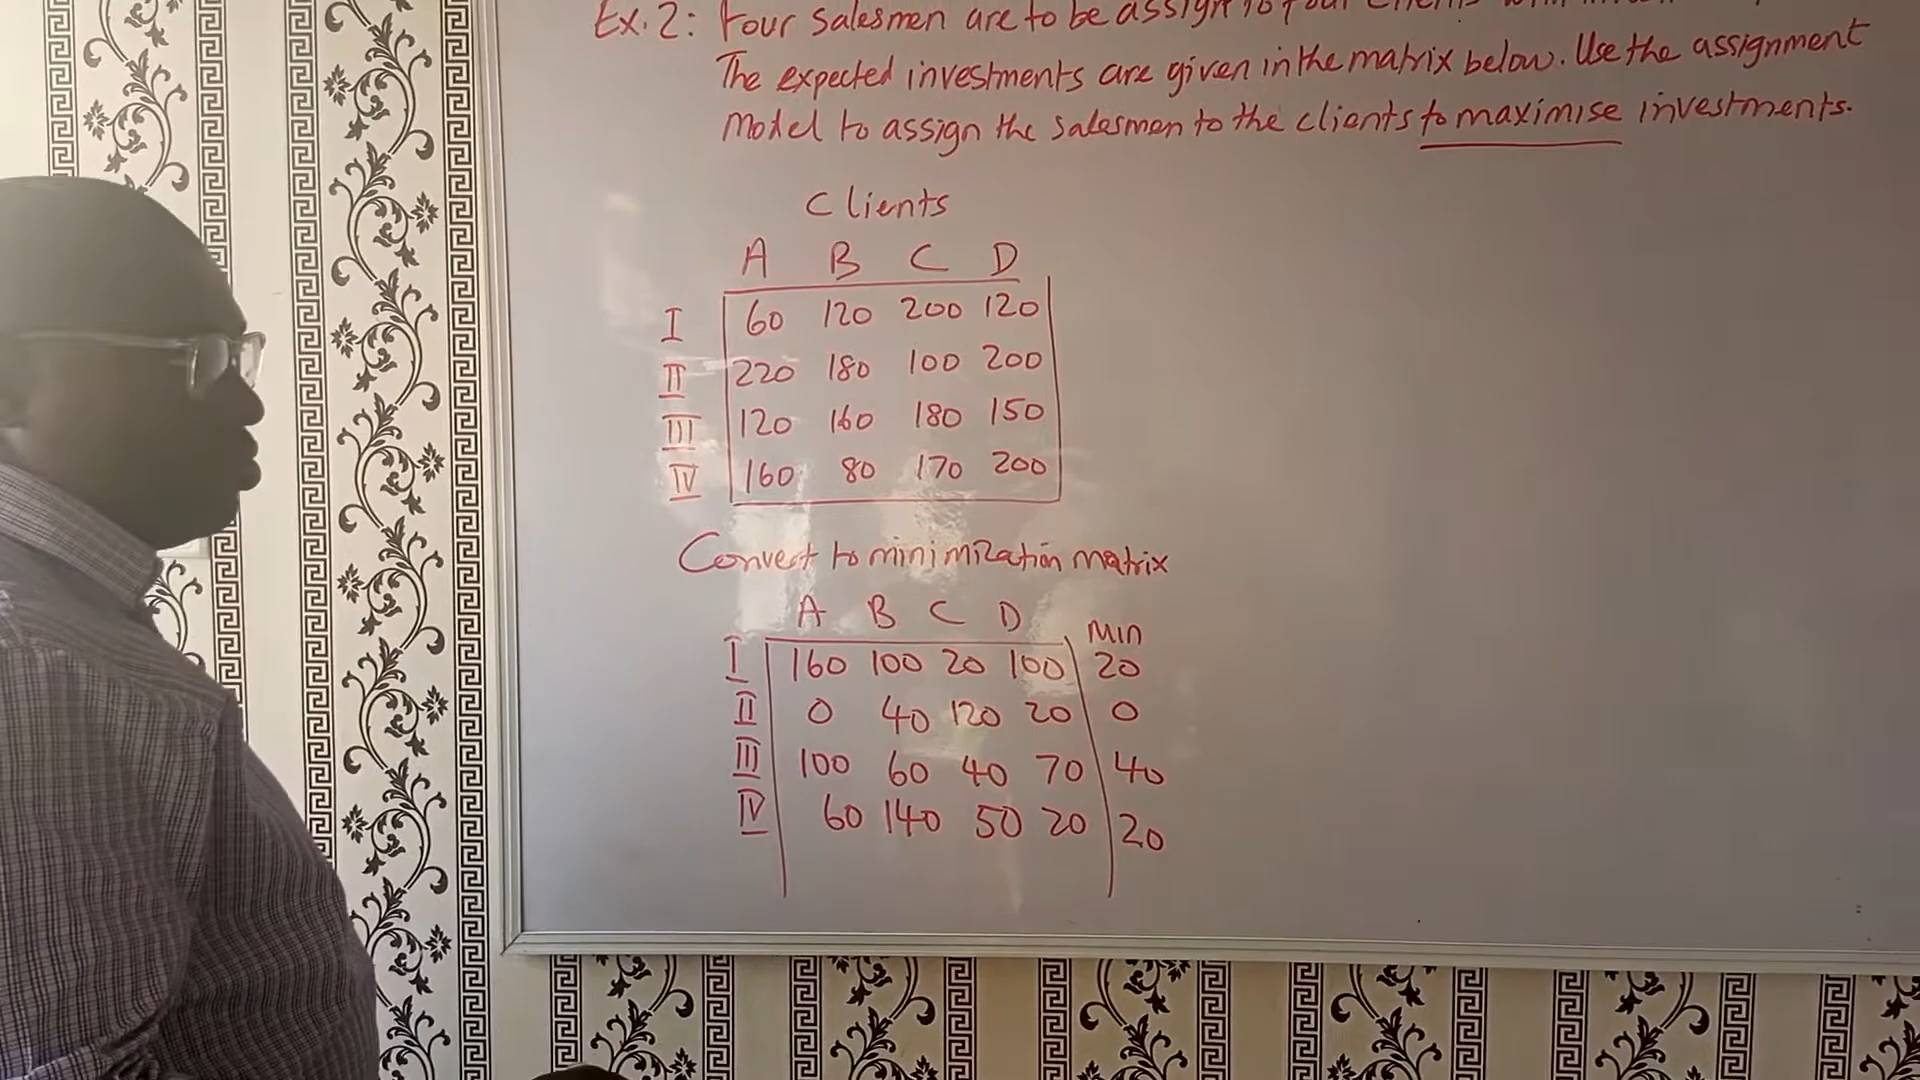 Ex. 2: Four Salesmen are to be assign to four clients
The expected investments are given in the matrix below. Use the assignment
Model to assign the salesmen to the clients to maximise investments.
Clients
A B C D
I 60 120 200 120
II 220 180 100 200
III 120 160 180 150
IV 160 80 170 200
Convert to minimization matrix
A B C D Min
I 160 100 20 100 20
II 0 40 120 20 0
III 100 60 40 70 40
IV 60 140 50 20 20